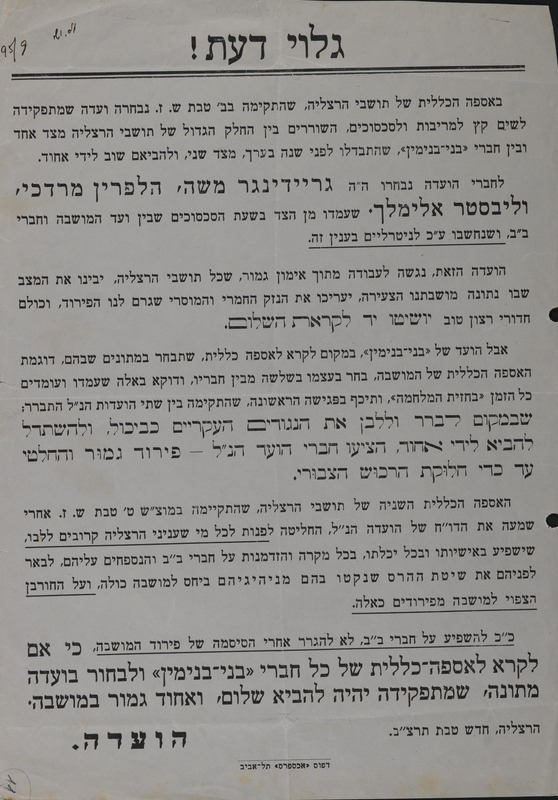 גלוי דעת!
באספה הכללית של תושבי הרצליה, שהתקימה בב׳ טבת ש. ז. נבחרה ועדה שמתפקידה
לשים קץ למריבות ולסכסוכים, השוררים בין החלק הגדול של תושבי הרצליה מצד אחד
ובין חברי «בני־בנימין», שהתבדלו לפני שנה בערך, מצד שני, ולהביאם שוב לידי אחוד.
לחברי הועדה נבחרו ה״ה גריידינגר משה, הלפרין מרדכי,
וליבסטר אלימלך. שעמדו מן הצד בשעת הסכסוכים שבין ועד המושבה וחברי
ב״ב, ושנחשבו ע״כ לניטרליים בענין זה.
הועדה הזאת, נגשה לעבודה מתוך אימון גמור, שכל תושבי הרצליה, יבינו את המצב
שבו נתונה מושבתנו הצעירה, יעריכו את הנזק החמרי והמוסרי שגרם לנו הפירוד, וכולם
חדורי רצון טוב יושיטו יד לקראת השלום.
אבל הועד של «בני־בנימין», במקום לקרא לאספה כללית, שתבחר במתונים שבהם, דוגמת
האספה הכללית של המושבה, בחר בעצמו בשלשה מבין חבריו, ודוקא באלה שעמדו ועומדים
כל הזמן «בחזית המלחמה», ותיכף בפגישה הראשונה, שהתקימה בין שתי הועדות הנ״ל התברר:
שבמקום לברר וללבן את הנגודים העקריים כביכול, ולהשתדל
להביא לידי אחוד, הציעו חברי הועד הנ״ל — פירוד גמור והחלטי
עד כדי חלוקת הרכוש הצבורי.
האספה הכללית השניה של תושבי הרצליה, שהתקיימה במוצ״ש ט׳ טבת ש. ז. אחרי
שמעה את הדו״ח של הועדה הנ״ל, החליטה לפנות לכל מי שעניני הרצליה קרובים ללבו,
שישפיע באישיותו ובכל יכלתו, בכל מקרה והזדמנות על חברי ב״ב והנספחים עליהם, לבאר
לפניהם את שיטת ההרס שנקטו בהם מניהיגיהם ביחס למושבה כולה, ועל החורבן
הצפוי למושבה מפירודים כאלה.
כ״כ להשפיע על חברי ב״ב, לא להגרר אחרי הסיסמה של פירוד המושבה, כי אם
לקרא לאספה־כללית של כל חברי «בני־בנימין» ולבחור בועדה
מתונה, שמתפקידה יהיה להביא שלום, ואחוד גמור במושבה.
הרצליה, חדש טבת תרצ״ב.
הועדה.
דפוס «אכספרס» תל־אביב